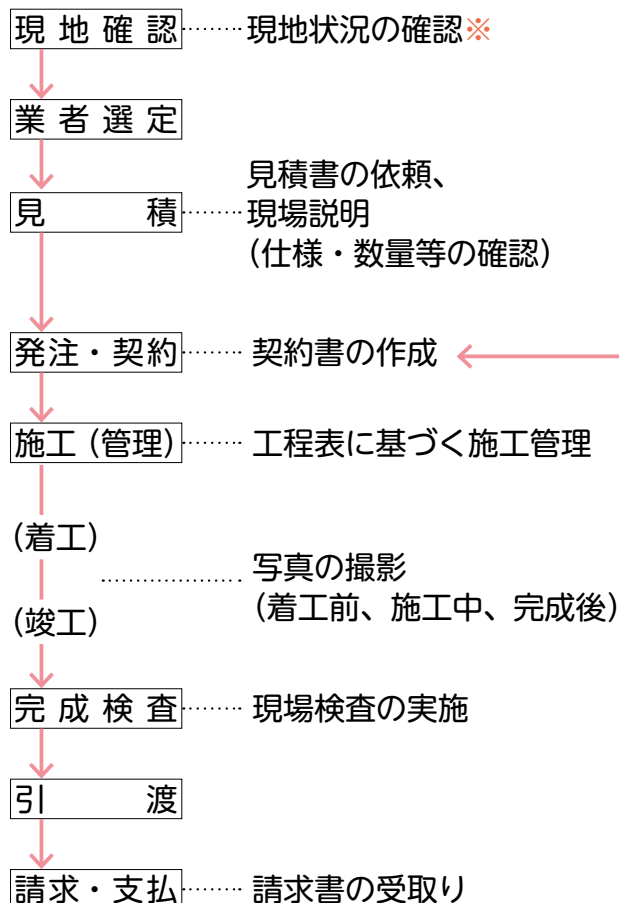 現地確認 現地状況の確認※
業者選定
見積書の依頼、
見積 現場説明
(仕様・数量等の確認)
発注・契約 契約書の作成
施工(管理) 工程表に基づく施工管理
(着工)
写真の撮影
(着工前、施工中、完成後)
(竣工)
完成検査 現場検査の実施
引渡
請求・支払 請求書の受取り